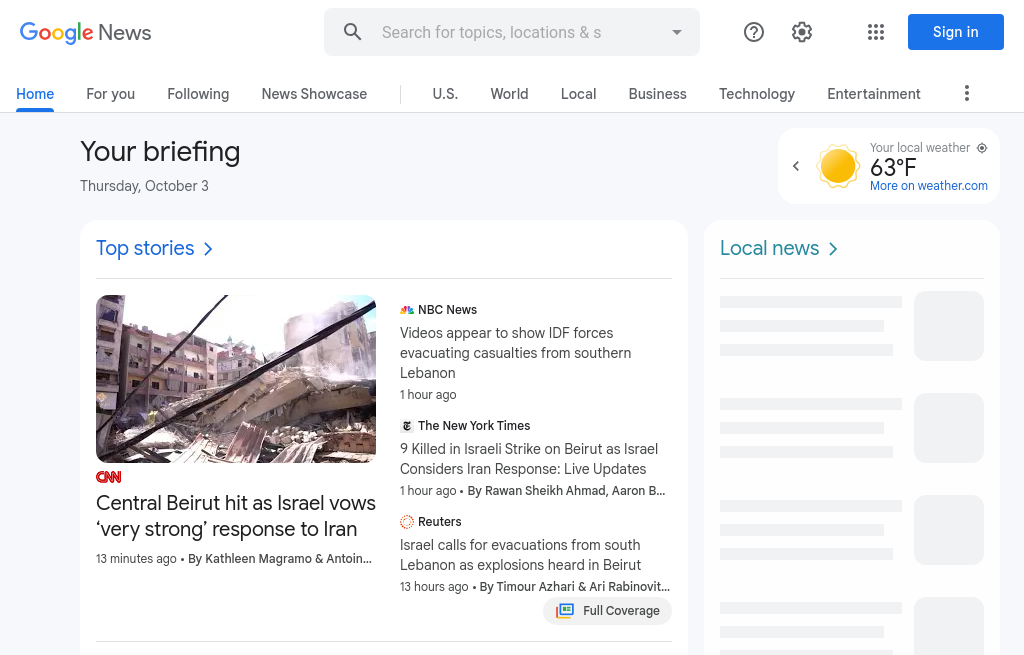 Google News
Search for topics, locations & s
Sign in
Home
For you
Following
News Showcase
U.S.
World
Local
Business
Technology
Entertainment
Your briefing
Thursday, October 3
Your local weather
63°F
More on weather.com
Top stories
CNN
Central Beirut hit as Israel vows
‘very strong’ response to Iran
13 minutes ago • By Kathleen Magramo & Antoin...
NBC News
Videos appear to show IDF forces
evacuating casualties from southern
Lebanon
1 hour ago
The New York Times
9 Killed in Israeli Strike on Beirut as Israel
Considers Iran Response: Live Updates
1 hour ago • By Rawan Sheikh Ahmad, Aaron B...
Reuters
Israel calls for evacuations from south
Lebanon as explosions heard in Beirut
13 hours ago • By Timour Azhari & Ari Rabinovit...
Full Coverage
Local news